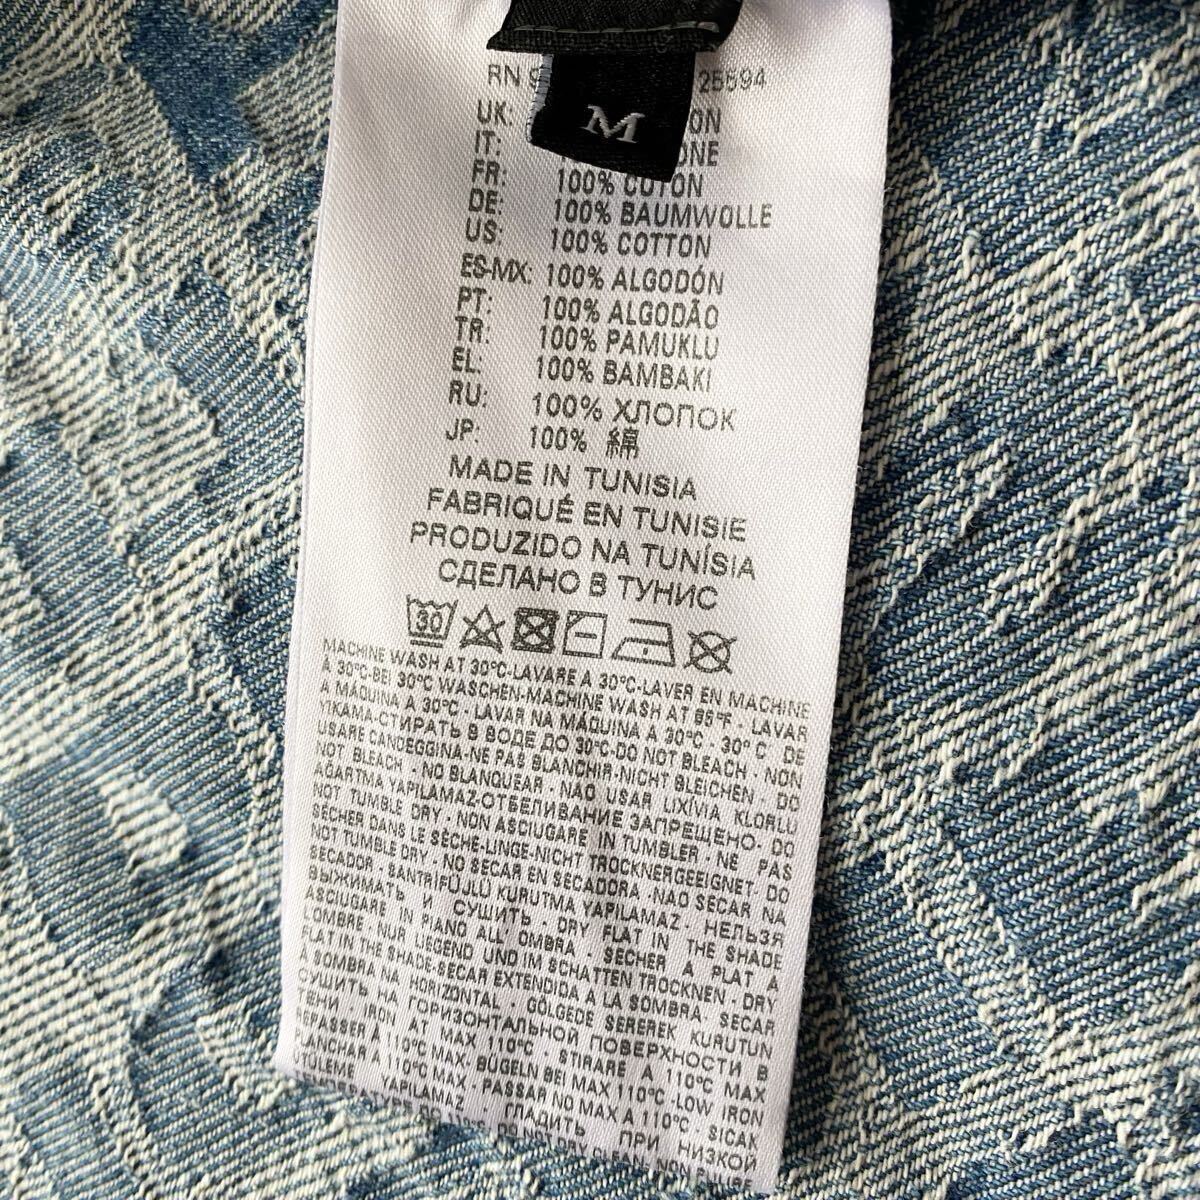 RN 25594
M
UK:
IT:
FR: 100% COTON
DE: 100% BAUMWOLLE
US: 100% COTTON
ES-MX: 100% ALGODÓN
PT: 100% ALGODÃO
TR: 100% PAMUKLU
EL: 100% BAMBAKI
RU: 100% ХЛОПОК
JP: 100% 綿
MADE IN TUNISIA
FABRIQUÉ EN TUNISIE
PRODUZIDO NA TUNÍSIA
СДЕЛАНО В ТУНИС
30
MACHINE WASH AT 30°C-LAVARE A 30°C-LAVER EN MACHINE
À 30°C-BEI 30°C WASCHEN-MACHINE WASH AT 85°F - LAVAR
A MÁQUINA A 30°C - LAVAR NA MÁQUINA A 30°C - 30° C DE
YIKAMA-СТИРАТЬ В ВОДЕ ДО 30°C-DO NOT BLEACH - NON
USARE CANDEGGINA-NE PAS BLANCHIR-NICHT BLEICHEN - DO
NOT BLEACH - NO BLANQUEAR - NAO USAR LIXÍVIA KLORLU
AĞARTMA YAPILAMAZ-ОТБЕЛИВАНИЕ ЗАПРЕЩЕНО- DO
NOT TUMBLE DRY - NON ASCIUGARE IN TUMBLER - NE PAS
SÉCHER DANS LE SÈCHE-LINGE-NICHT TROCKNERGEEIGNET- DO
NOT TUMBLE DRY - NO SECAR EN SECADORA -NAO SECAR NA
SECADOR - SANTRIFÜJLÜ KURUTMA YAPILAMAZ - НЕЛЬЗЯ
ВЫЖИМАТЬ И СУШИТЬ - DRY FLAT IN THE SHADE
ASCIUGARE IN PIANO ALL' OMBRA - SÉCHER À PLAT À
L'OMBRE - NUR LIEGEND UND IM SCHATTEN TROCKNEN - DRY
FLAT IN THE SHADE-SECAR EXTENDIDA A LA SOMBRA - SECAR
A SOMBRA NA HORIZONTAL - GÖLGEDE SEREREK KURUTUN
СУШИТЬ НА ГОРИЗОНТАЛЬНОЙ ПОВЕРХНОСТИ В
ТЕНИ - IRON AT MAX 110°C - STIRARE A 110°C MAX
REPASSER À 110°C MAX- BÜGELN BEI MAX 110°C -LOW IRON
PLANCHAR A 110°C MAX - PASSAR NO MAX A 110°C - SICAK
ÜTÜLEME YAPILAMAZ - ГЛАДИТЬ ПРИ НИЗКОЙ
DO NOT DRY CLEAN